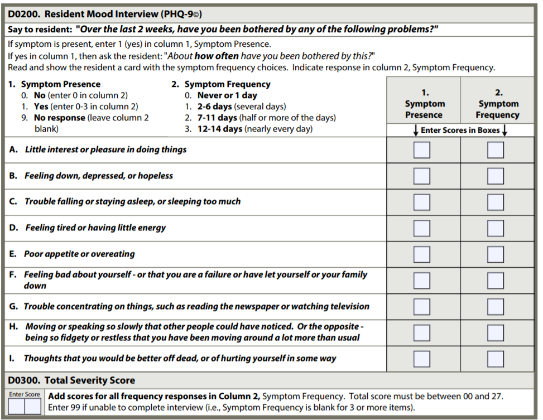 D0200. Resident Mood Interview (PHQ-9©)
Say to resident: "Over the last 2 weeks, have you been bothered by any of the following problems?"
If symptom is present, enter 1 (yes) in column 1, Symptom Presence.
If yes in column 1, then ask the resident: "About how often have you been bothered by this?"
Read and show the resident a card with the symptom frequency choices. Indicate response in column 2, Symptom Frequency.
1. Symptom Presence
0. No (enter 0 in column 2)
1. Yes (enter 0-3 in column 2)
9. No response (leave column 2
blank)
2. Symptom Frequency
0. Never or 1 day
1. 2-6 days (several days)
2. 7-11 days (half or more of the days)
3. 12-14 days (nearly every day)
1.
Symptom
Presence
2.
Symptom
Frequency
↓ Enter Scores in Boxes ↓
A. Little interest or pleasure in doing things
B. Feeling down, depressed, or hopeless
C. Trouble falling or staying asleep, or sleeping too much
D. Feeling tired or having little energy
E. Poor appetite or overeating
F. Feeling bad about yourself - or that you are a failure or have let yourself or your family
down
G. Trouble concentrating on things, such as reading the newspaper or watching television
H. Moving or speaking so slowly that other people could have noticed. Or the opposite -
being so fidgety or restless that you have been moving around a lot more than usual
I. Thoughts that you would be better off dead, or of hurting yourself in some way
D0300. Total Severity Score
Enter Score
Add scores for all frequency responses in Column 2, Symptom Frequency. Total score must be between 00 and 27.
Enter 99 if unable to complete interview (i.e., Symptom Frequency is blank for 3 or more items).